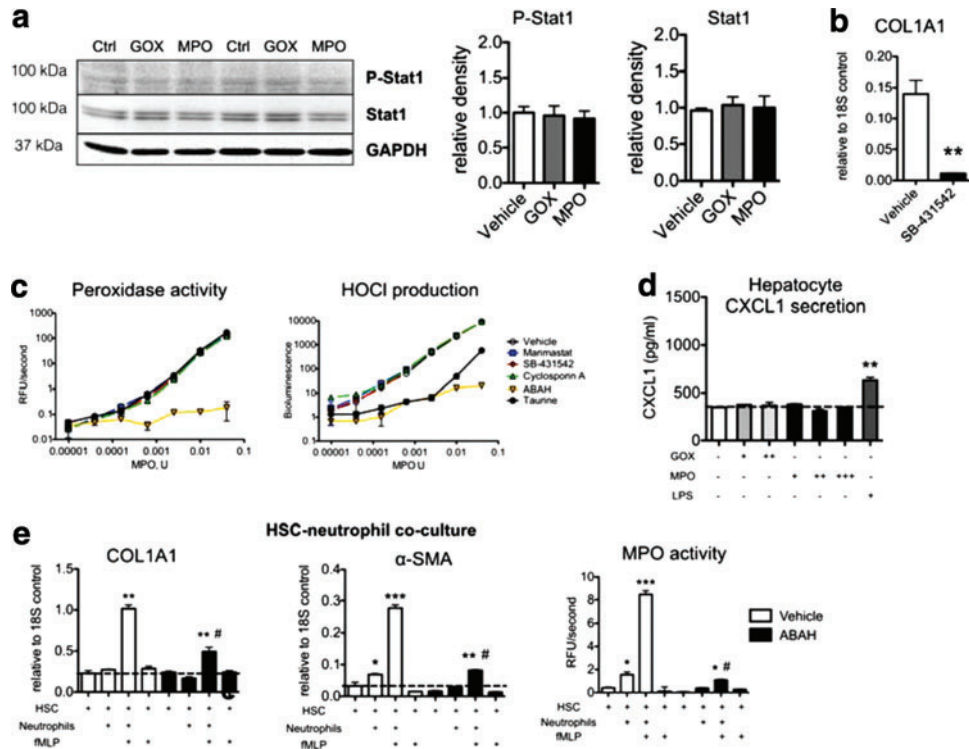 a
Ctrl GOX MPO Ctrl GOX MPO
100 kDa
P-Stat1
100 kDa
Stat1
37 kDa
GAPDH
P-Stat1
relative density
2.0
1.5
1.0
0.5
0.0
Vehicle
GOX
MPO
Stat1
relative density
2.0
1.5
1.0
0.5
0.0
Vehicle
GOX
MPO
b
COL1A1
relative to 18S control
0.20
0.15
0.10
0.05
0.00
**
Vehicle
SB-431542
c
Peroxidase activity
RFU/second
1000
100
10
1
0.1
0.01
0.00001 0.0001 0.001 0.01 0.1
MPO, U
HOCl production
Bioluminescence
10000
1000
100
10
1
0.1
0.00001 0.0001 0.001 0.01 0.1
MPO U
Vehicle
Marimastat
SB-431542
Cyclosporin A
ABAH
Taurine
d
Hepatocyte
CXCL1 secretion
CXCL1 (pg/ml)
1500
1000
500
0
**
GOX - + ++ - - - -
MPO - - - + ++ +++ -
LPS - - - - - - +
e
HSC-neutrophil co-culture
COL1A1
relative to 18S control
1.5
1.0
0.5
0.0
**
** #
HSC + + + + + + + +
Neutrophils + + + +
fMLP + + + +
α-SMA
relative to 18S control
0.4
0.3
0.2
0.1
0.0
*
***
** #
HSC + + + + + + + +
Neutrophils + + + +
fMLP + + + +
MPO activity
RFU/second
10
8
6
4
2
0
*
***
* #
HSC + + + + + + + +
Neutrophils + + + +
fMLP + + + +
Vehicle
ABAH